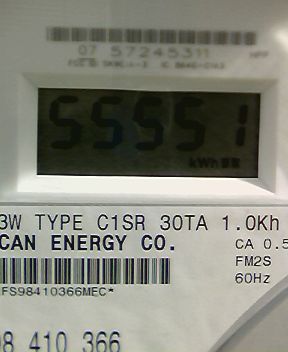 07 57245311
55551
kWh
3W TYPE C1SR 30TA 1.0Kh
CAN ENERGY CO. CA 0.5
FM2S
60Hz
FS98410366MEC*
98 410 366